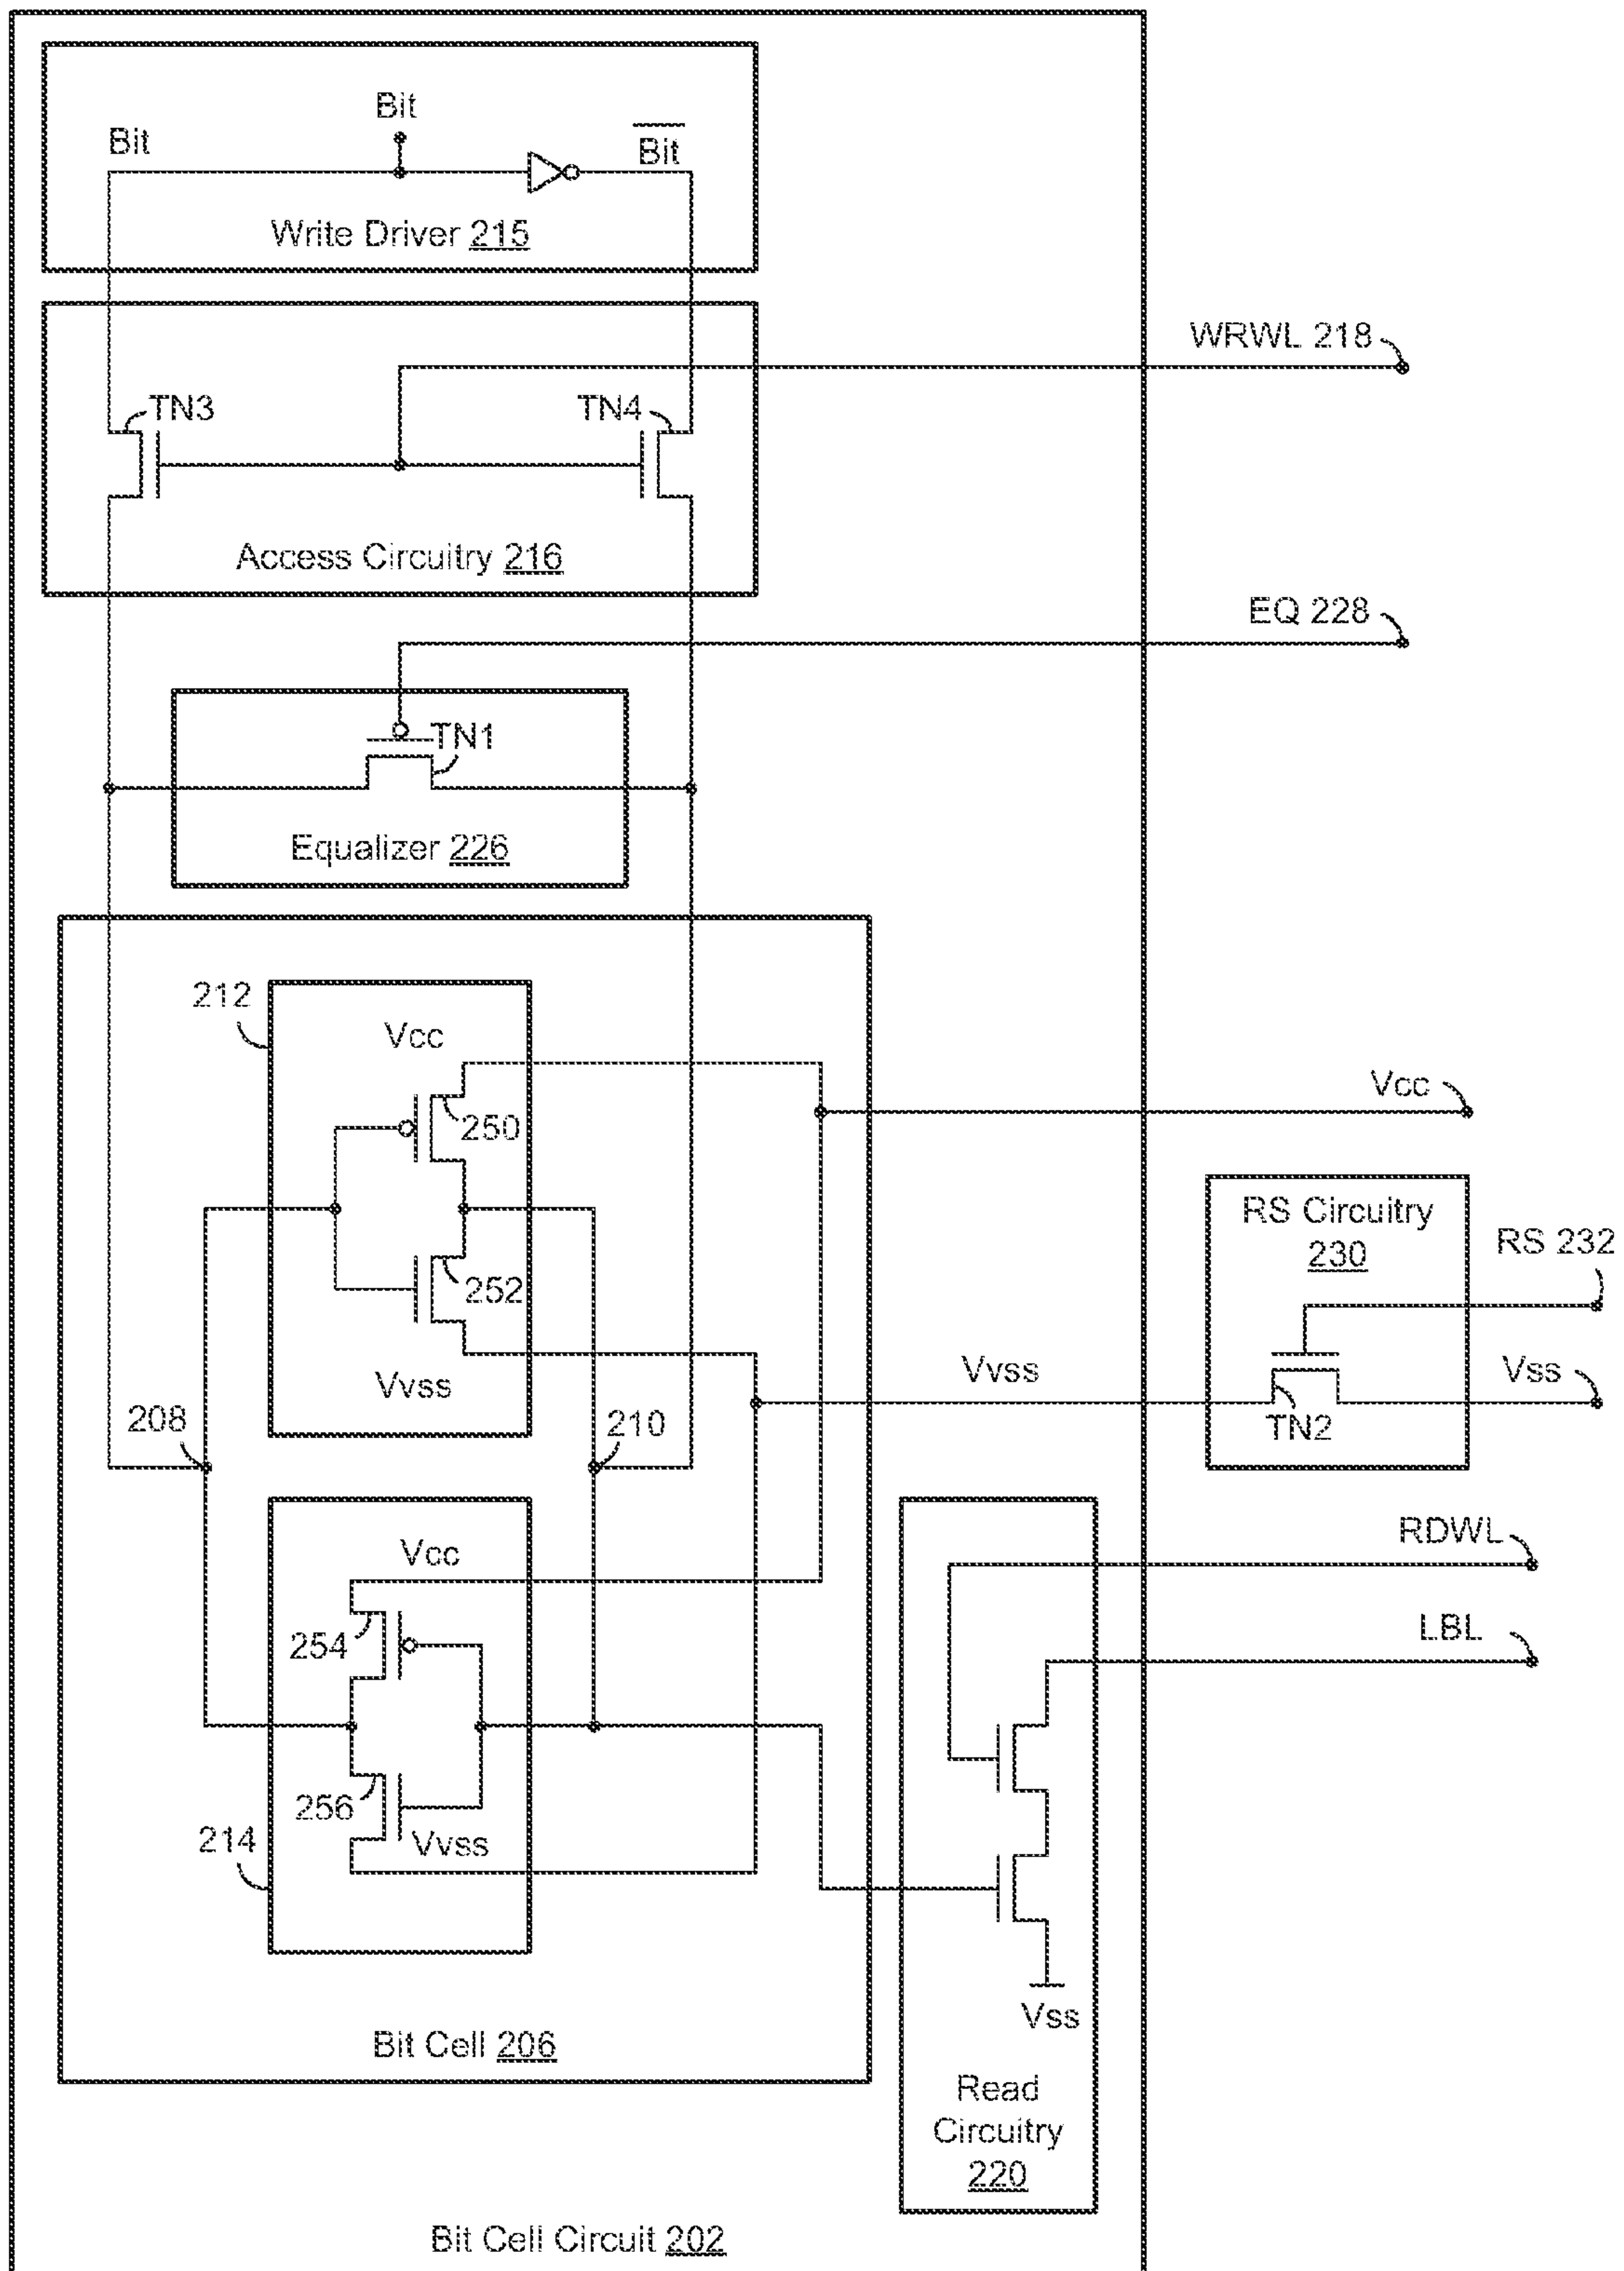 Bit
Bit
B̅i̅t̅
Write Driver 215
WRWL 218
TN3
TN4
Access Circuitry 216
EQ 228
TN1
Equalizer 226
212
Vcc
250
Vcc
RS Circuitry
230
RS 232
252
Vvss
Vvss
Vss
TN2
208
210
Vcc
RDWL
254
LBL
256
Vvss
214
Vss
Bit Cell 206
Read
Circuitry
220
Bit Cell Circuit 202